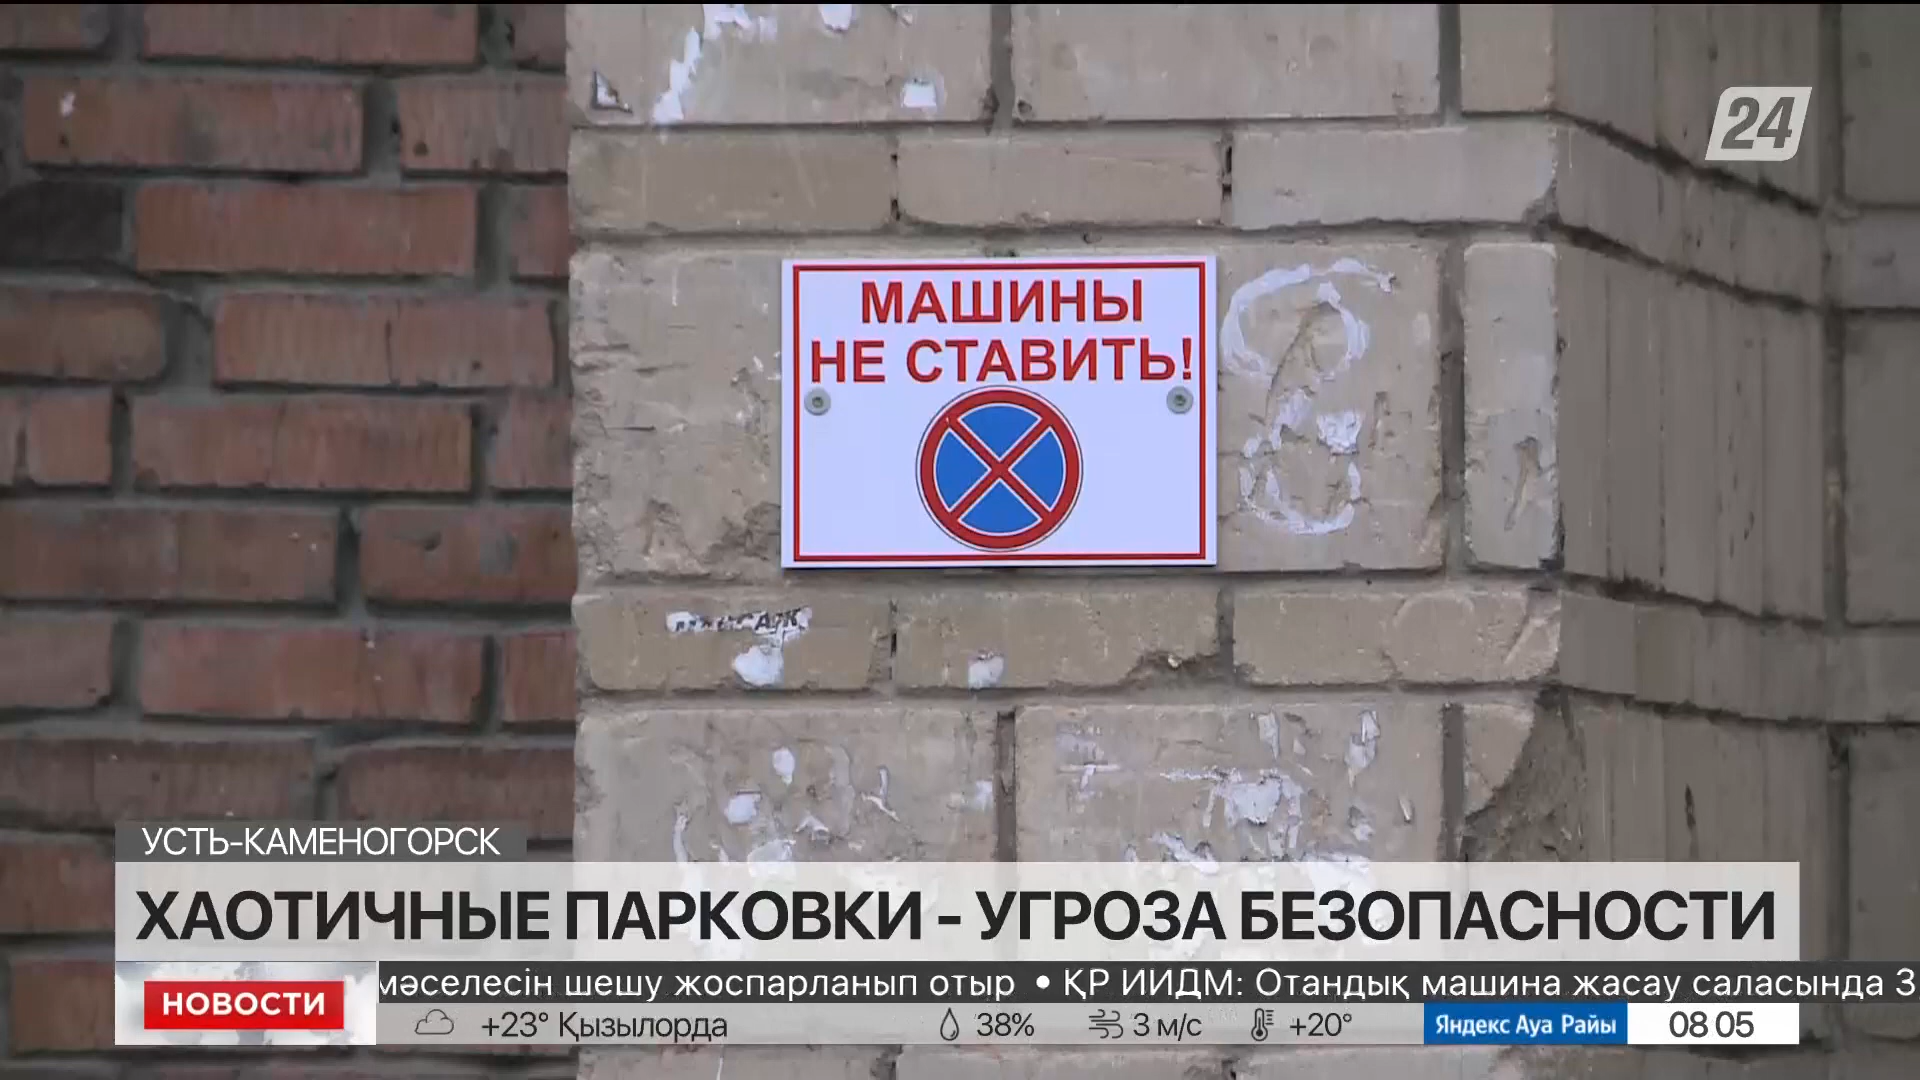 24
МАШИНЫ
НЕ СТАВИТЬ!
УСТЬ-КАМЕНОГОРСК
ХАОТИЧНЫЕ ПАРКОВКИ - УГРОЗА БЕЗОПАСНОСТИ
НОВОСТИ
мәселесін шешу жоспарланып отыр • ҚР ИИДМ: Отандық машина жасау саласында 3
+23° Қызылорда 38% 3 м/с +20° Яндекс Ауа Райы 08 05